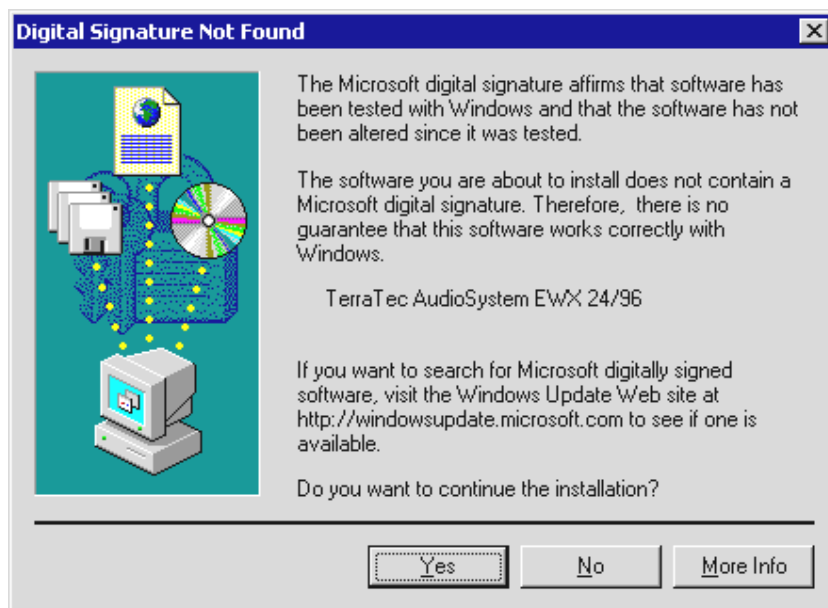 Digital Signature Not Found
The Microsoft digital signature affirms that software has
been tested with Windows and that the software has not
been altered since it was tested.
The software you are about to install does not contain a
Microsoft digital signature. Therefore, there is no
guarantee that this software works correctly with
Windows.
TerraTec AudioSystem EWX 24/96
If you want to search for Microsoft digitally signed
software, visit the Windows Update Web site at
http://windowsupdate.microsoft.com to see if one is
available.
Do you want to continue the installation?
Yes
No
More Info